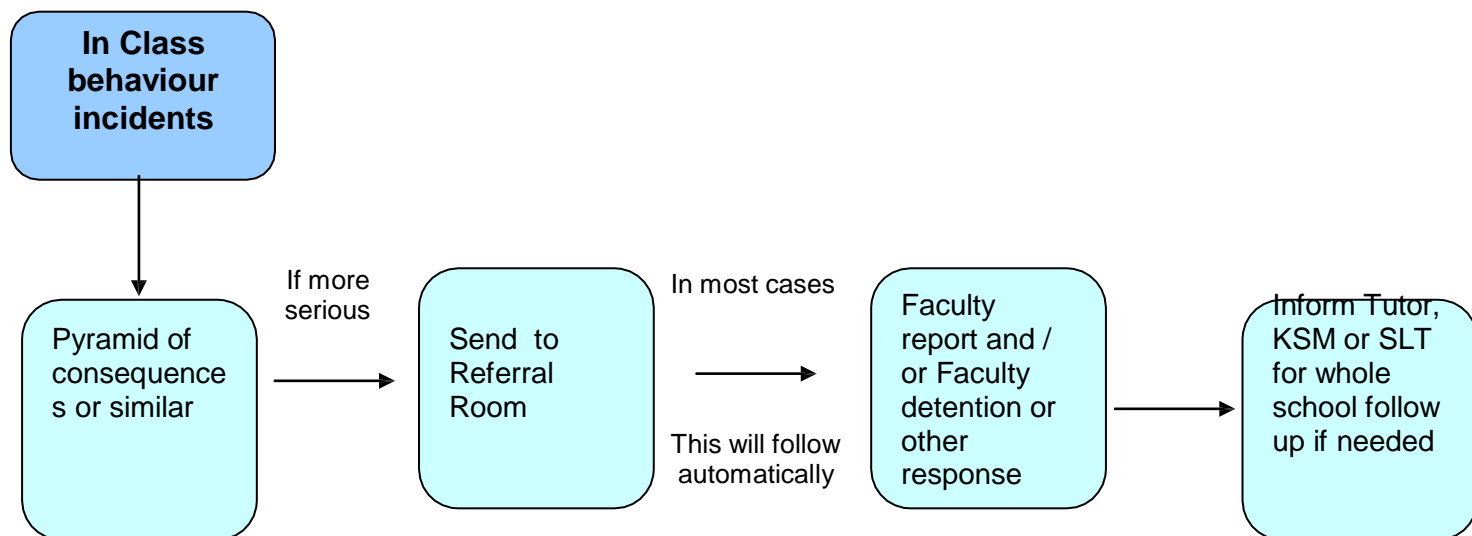 In Class
behaviour
incidents
Pyramid of
consequence
s or similar
If more
serious
Send to
Referral
Room
In most cases
This will follow
automatically
Faculty
report and /
or Faculty
detention or
other
response
Inform Tutor,
KSM or SLT
for whole
school follow
up if needed